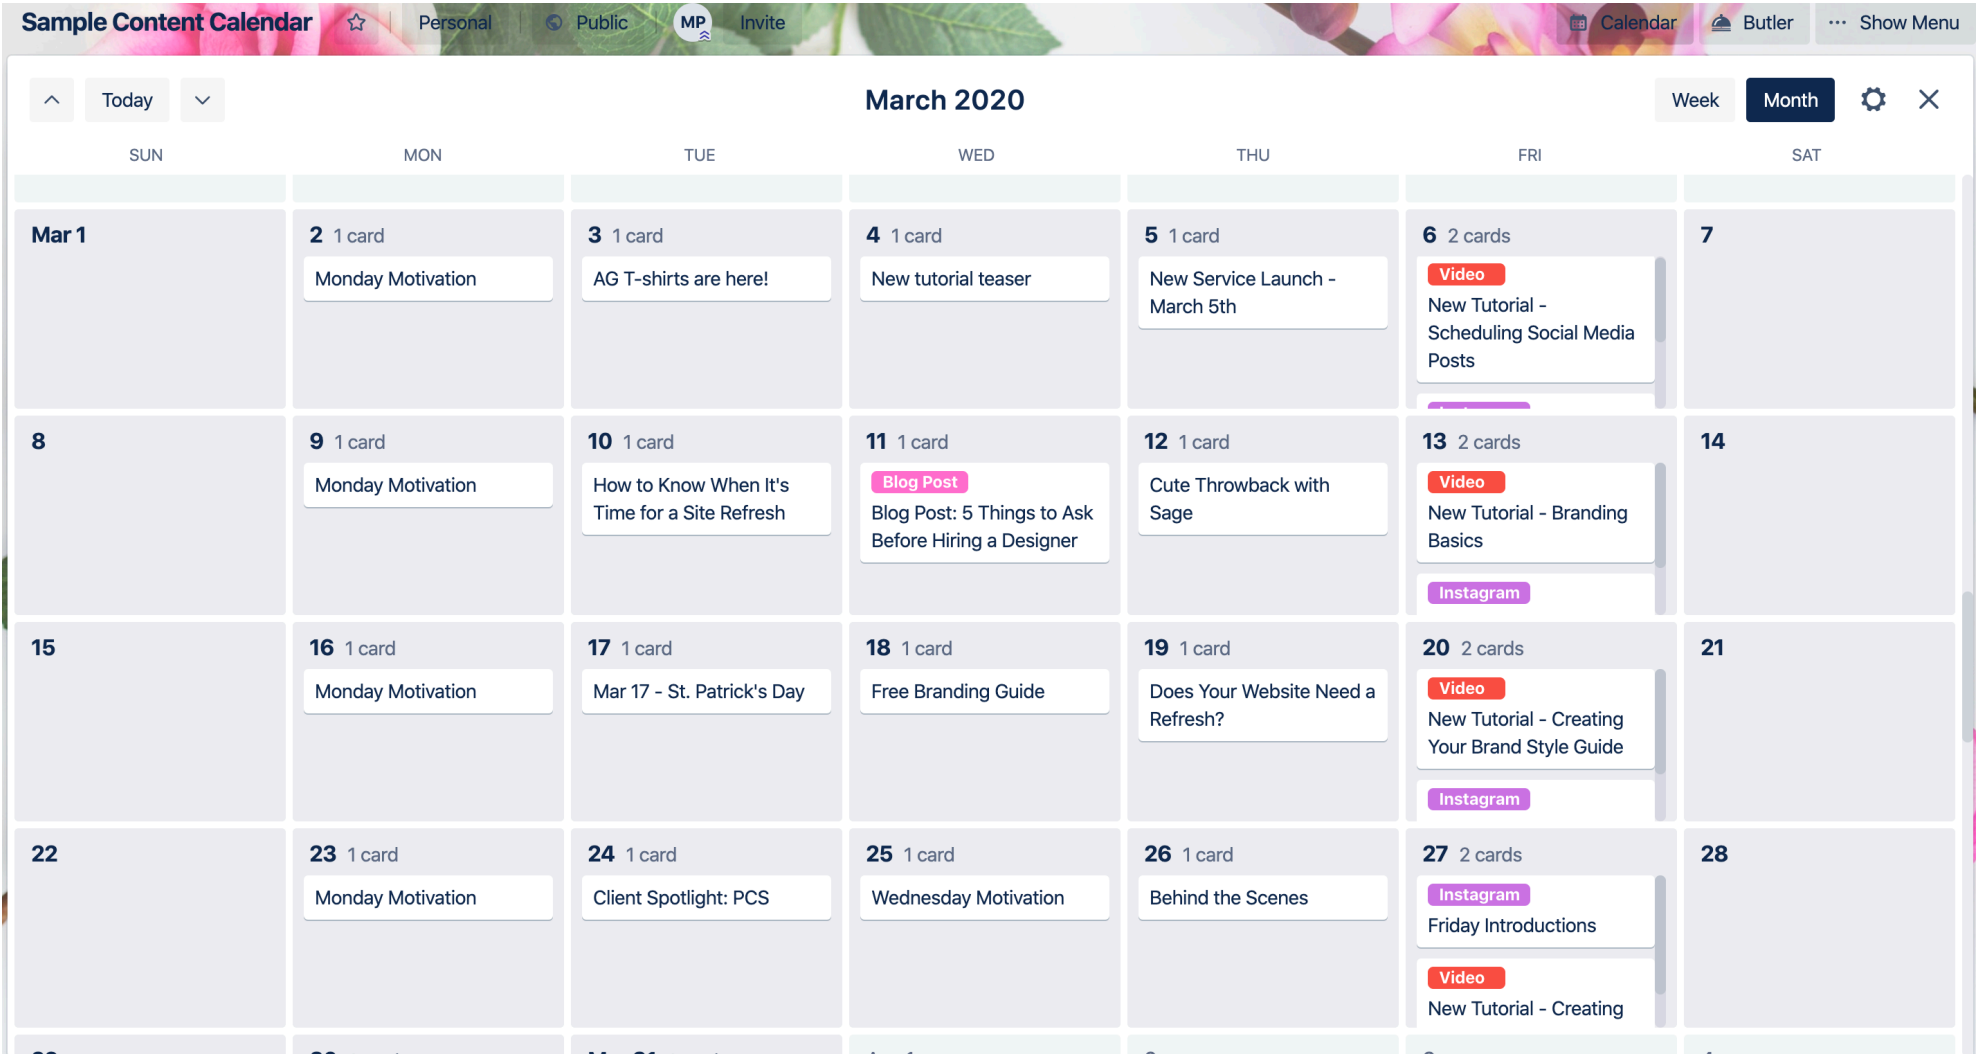 Sample Content Calendar
Personal
Public
MP
Invite
Calendar
Butler
Show Menu
Today
March 2020
Week
Month
SUN
MON
TUE
WED
THU
FRI
SAT
Mar 1
2 1 card
Monday Motivation
3 1 card
AG T-shirts are here!
4 1 card
New tutorial teaser
5 1 card
New Service Launch -
March 5th
6 2 cards
Video
New Tutorial -
Scheduling Social Media
Posts
7
8
9 1 card
Monday Motivation
10 1 card
How to Know When It's
Time for a Site Refresh
11 1 card
Blog Post
Blog Post: 5 Things to Ask
Before Hiring a Designer
12 1 card
Cute Throwback with
Sage
13 2 cards
Video
New Tutorial - Branding
Basics
Instagram
14
15
16 1 card
Monday Motivation
17 1 card
Mar 17 - St. Patrick's Day
18 1 card
Free Branding Guide
19 1 card
Does Your Website Need a
Refresh?
20 2 cards
Video
New Tutorial - Creating
Your Brand Style Guide
Instagram
21
22
23 1 card
Monday Motivation
24 1 card
Client Spotlight: PCS
25 1 card
Wednesday Motivation
26 1 card
Behind the Scenes
27 2 cards
Instagram
Friday Introductions
Video
New Tutorial - Creating
28